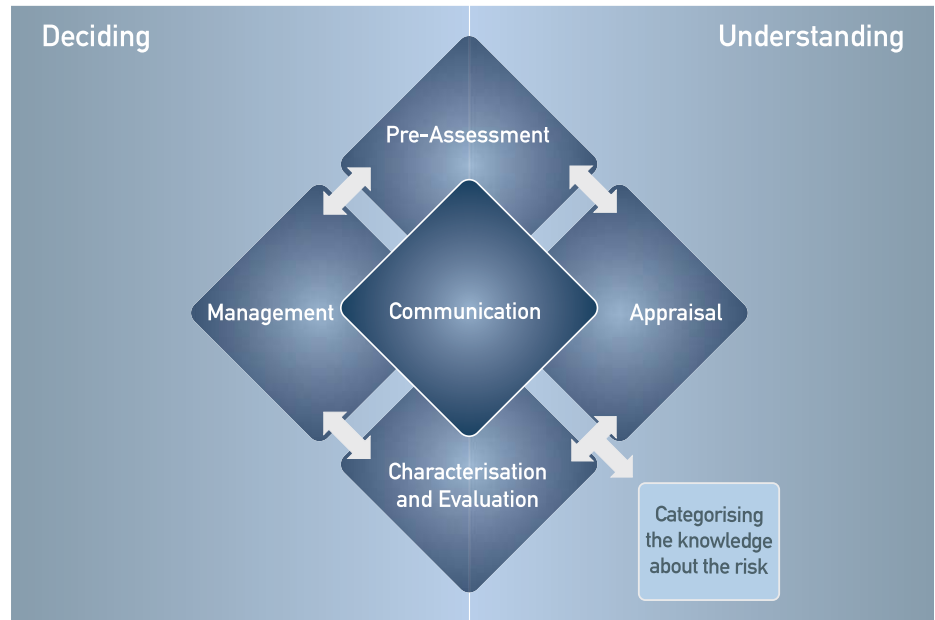 Deciding
Understanding
Pre-Assessment
Management
Communication
Appraisal
Characterisation
and Evaluation
Categorising
the knowledge
about the risk